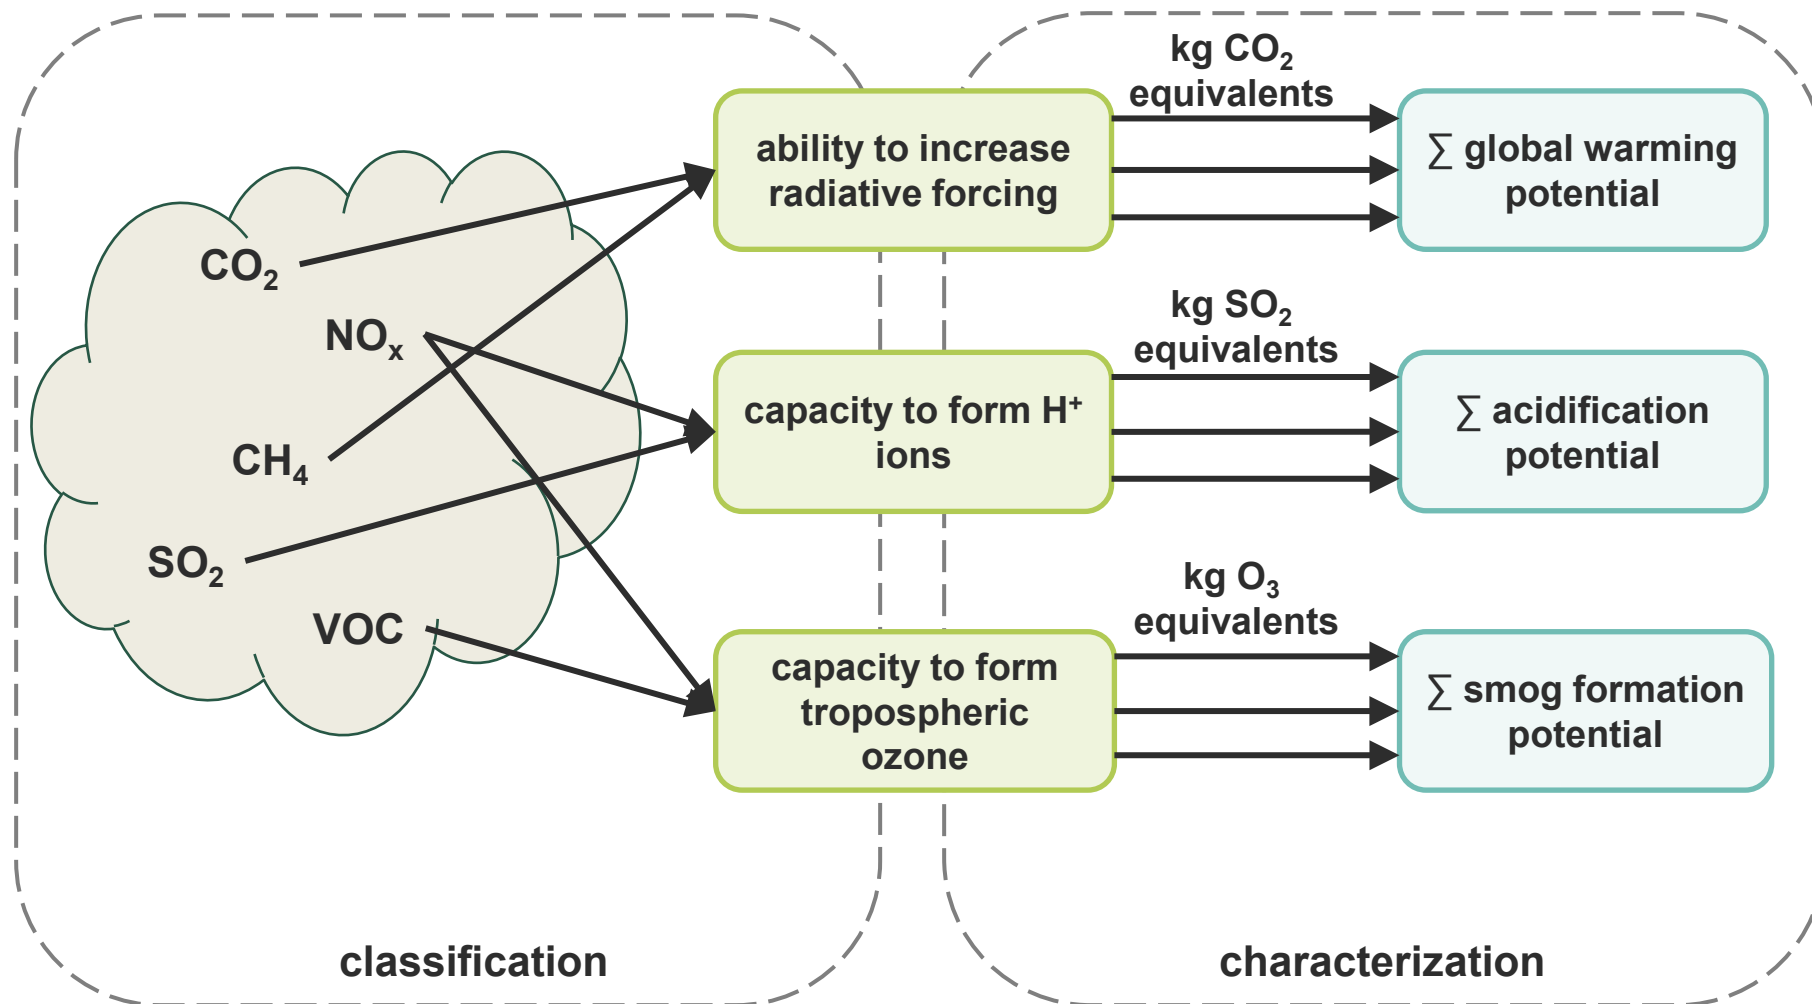 CO₂
NOₓ
CH₄
SO₂
VOC
ability to increase
radiative forcing
capacity to form H⁺
ions
capacity to form
tropospheric
ozone
kg CO₂
equivalents
kg SO₂
equivalents
kg O₃
equivalents
∑ global warming
potential
∑ acidification
potential
∑ smog formation
potential
classification
characterization